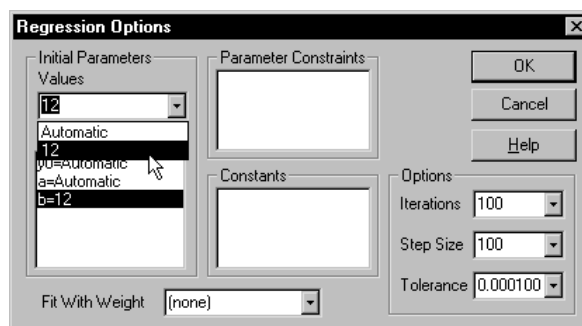 Regression Options
Initial Parameters
Values
12
Automatic
12
y0=Automatic
a=Automatic
b=12
Parameter Constraints
Constants
OK
Cancel
Help
Options
Iterations 100
Step Size 100
Tolerance 0.000100
Fit With Weight (none)